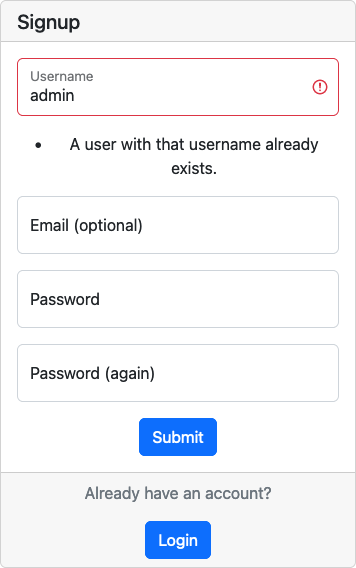 Signup
Username
admin
• A user with that username already
exists.
Email (optional)
Password
Password (again)
Submit
Already have an account?
Login